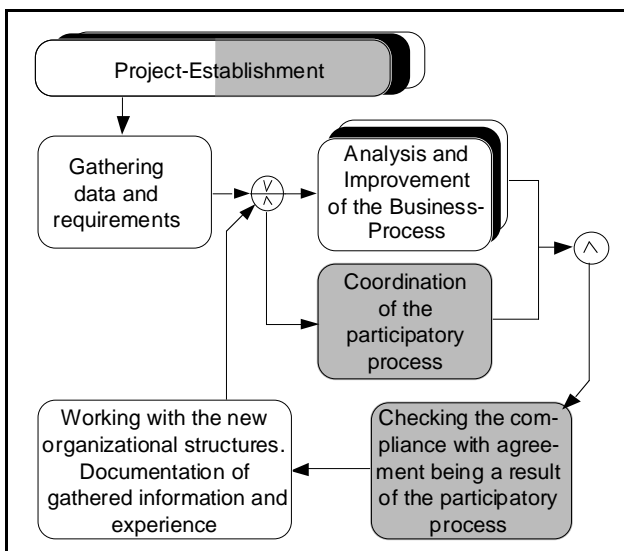 Project-Establishment
Gathering
data and
requirements
V
Λ
Analysis and
Improvement
of the Business-
Process
Λ
Coordination
of the
participatory
process
Working with the new
organizational structures.
Documentation of
gathered information and
experience
Checking the com-
pliance with agree-
ment being a result
of the participatory
process